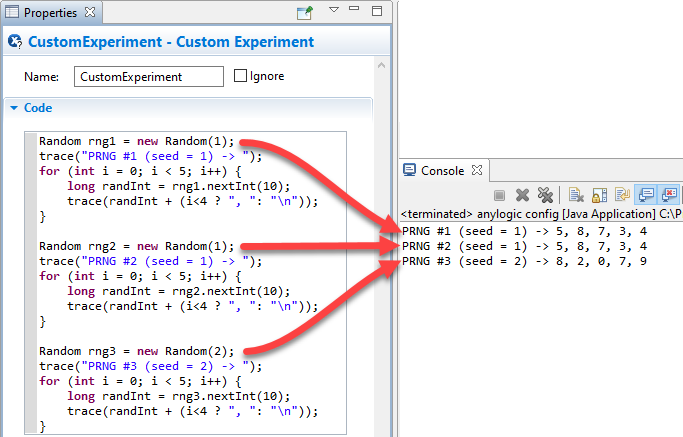 Properties
CustomExperiment - Custom Experiment
Name: CustomExperiment Ignore
Code
Random rng1 = new Random(1);
trace("PRNG #1 (seed = 1) -> ");
for (int i = 0; i < 5; i++) {
    long randInt = rng1.nextInt(10);
    trace(randInt + (i<4 ? ", ": "\n"));
}
Random rng2 = new Random(1);
trace("PRNG #2 (seed = 1) -> ");
for (int i = 0; i < 5; i++) {
    long randInt = rng2.nextInt(10);
    trace(randInt + (i<4 ? ", ": "\n"));
}
Random rng3 = new Random(2);
trace("PRNG #3 (seed = 2) -> ");
for (int i = 0; i < 5; i++) {
    long randInt = rng3.nextInt(10);
    trace(randInt + (i<4 ? ", ": "\n"));
}
Console
<terminated> anylogic config [Java Application] C:\P
PRNG #1 (seed = 1) -> 5, 8, 7, 3, 4
PRNG #2 (seed = 1) -> 5, 8, 7, 3, 4
PRNG #3 (seed = 2) -> 8, 2, 0, 7, 9